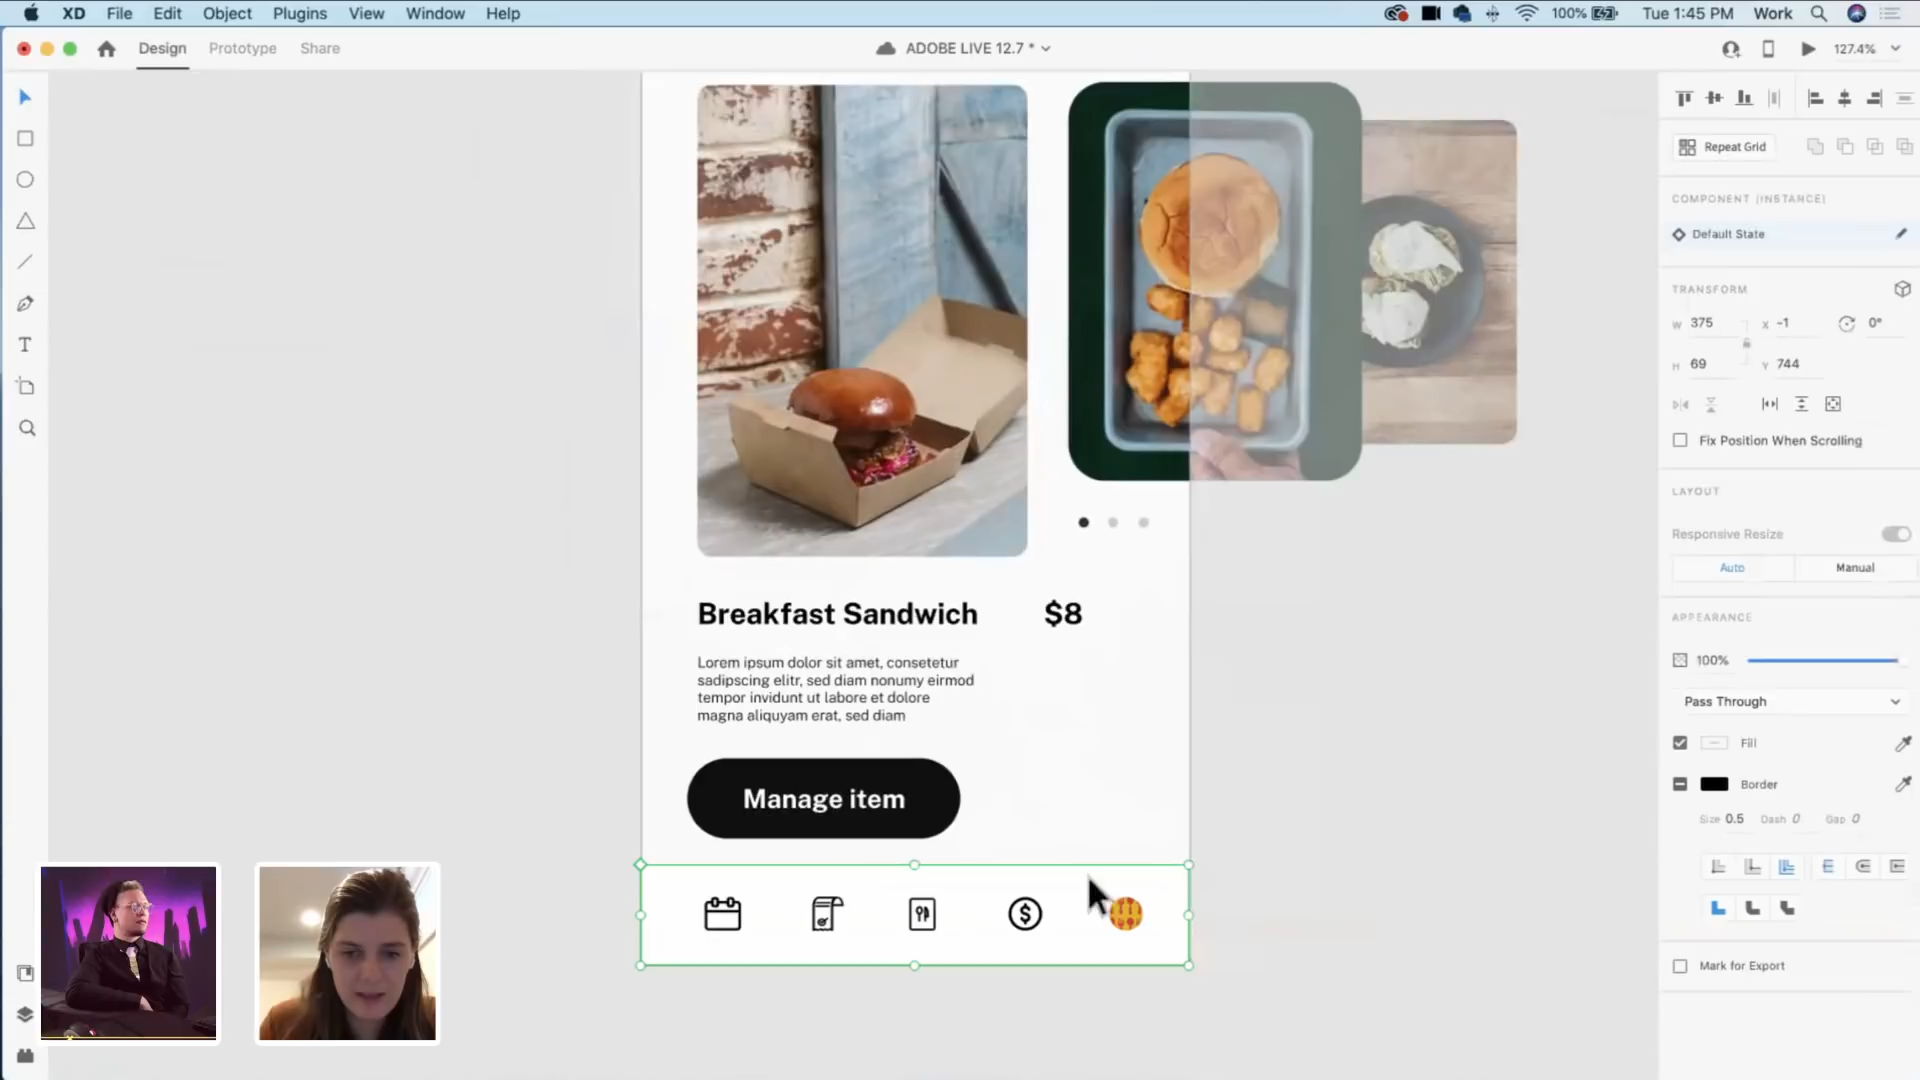 XD File Edit Object Plugins View Window Help
100% Tue 1:45 PM Work
Design Prototype Share
ADOBE LIVE 12.7 *
127.4%
Repeat Grid
COMPONENT (INSTANCE)
Default State
TRANSFORM
W 375 X -1 0°
H 69 Y 744
Fix Position When Scrolling
LAYOUT
Responsive Resize
Auto Manual
APPEARANCE
100%
Pass Through
Fill
Border
Size 0.5 Dash 0 Gap 0
Mark for Export
Breakfast Sandwich $8
Lorem ipsum dolor sit amet, consetetur
sadipscing elitr, sed diam nonumy eirmod
tempor invidunt ut labore et dolore
magna aliquyam erat, sed diam
Manage item